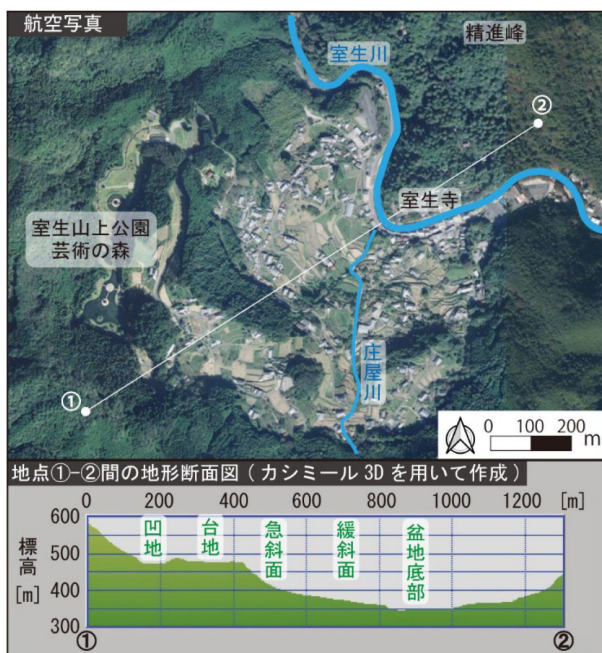 航空写真
精進峰
室生川
②
室生寺
室生山上公園
芸術の森
庄屋川
①
0 100 200
m
地点①-②間の地形断面図(カシミール3Dを用いて作成)
0 200 400 600 800 1000 1200 [m]
600
500
400
300
標高
[m]
凹地
台地
急斜面
緩斜面
盆地底部
① ②